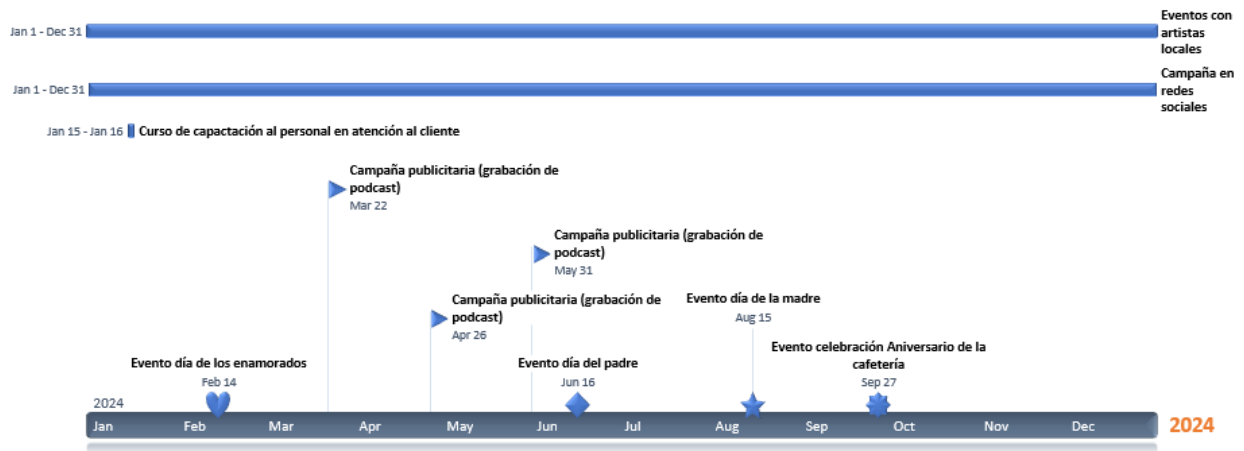 Jan 1 - Dec 31
Eventos con
artistas
locales
Jan 1 - Dec 31
Campaña en
redes
sociales
Jan 15 - Jan 16
Curso de capactación al personal en atención al cliente
Campaña publicitaria (grabación de
podcast)
Mar 22
Campaña publicitaria (grabación de
podcast)
May 31
Campaña publicitaria (grabación de
podcast)
Apr 26
Evento día de la madre
Aug 15
Evento día de los enamorados
Feb 14
Evento día del padre
Jun 16
Evento celebración Aniversario de la
cafetería
Sep 27
2024
Jan Feb Mar Apr May Jun Jul Aug Sep Oct Nov Dec
2024